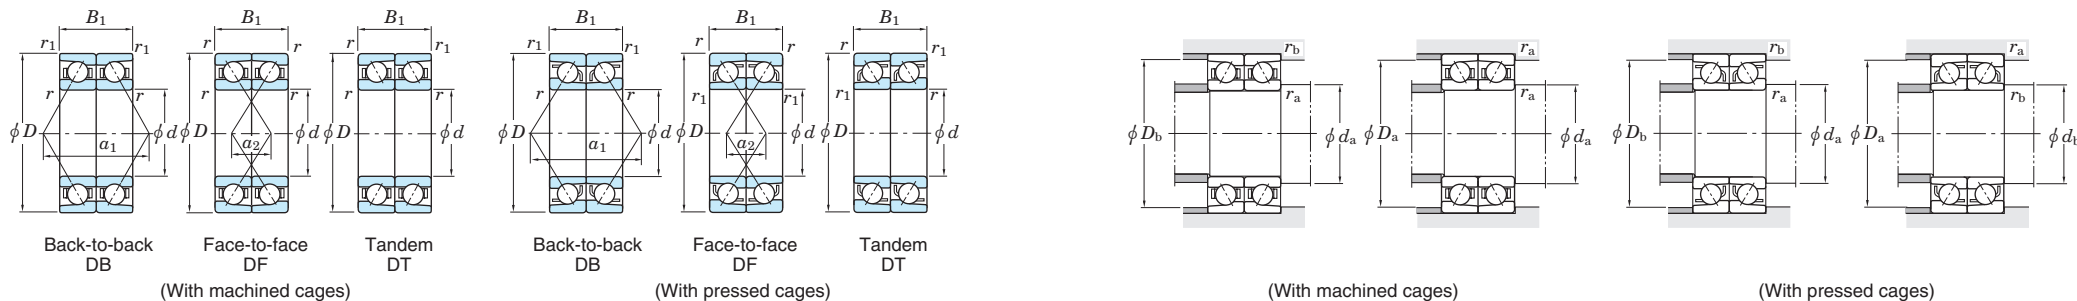 B1 B1 B1 B1 B1 B1
r1 r1 r r r1 r1 r1 r r r1
rb ra rb ra
r r r r r r r1 r1 r1
ra ra ra rb
φD φd φD φd φD φd φD φd φD φd φD φd
a1 a2 a1 a2
φDb φda φDa φda φDb φda φDa φdb
Back-to-back Face-to-face Tandem Back-to-back Face-to-face Tandem
DB DF DT DB DF DT
(With machined cages) (With pressed cages) (With machined cages) (With pressed cages)